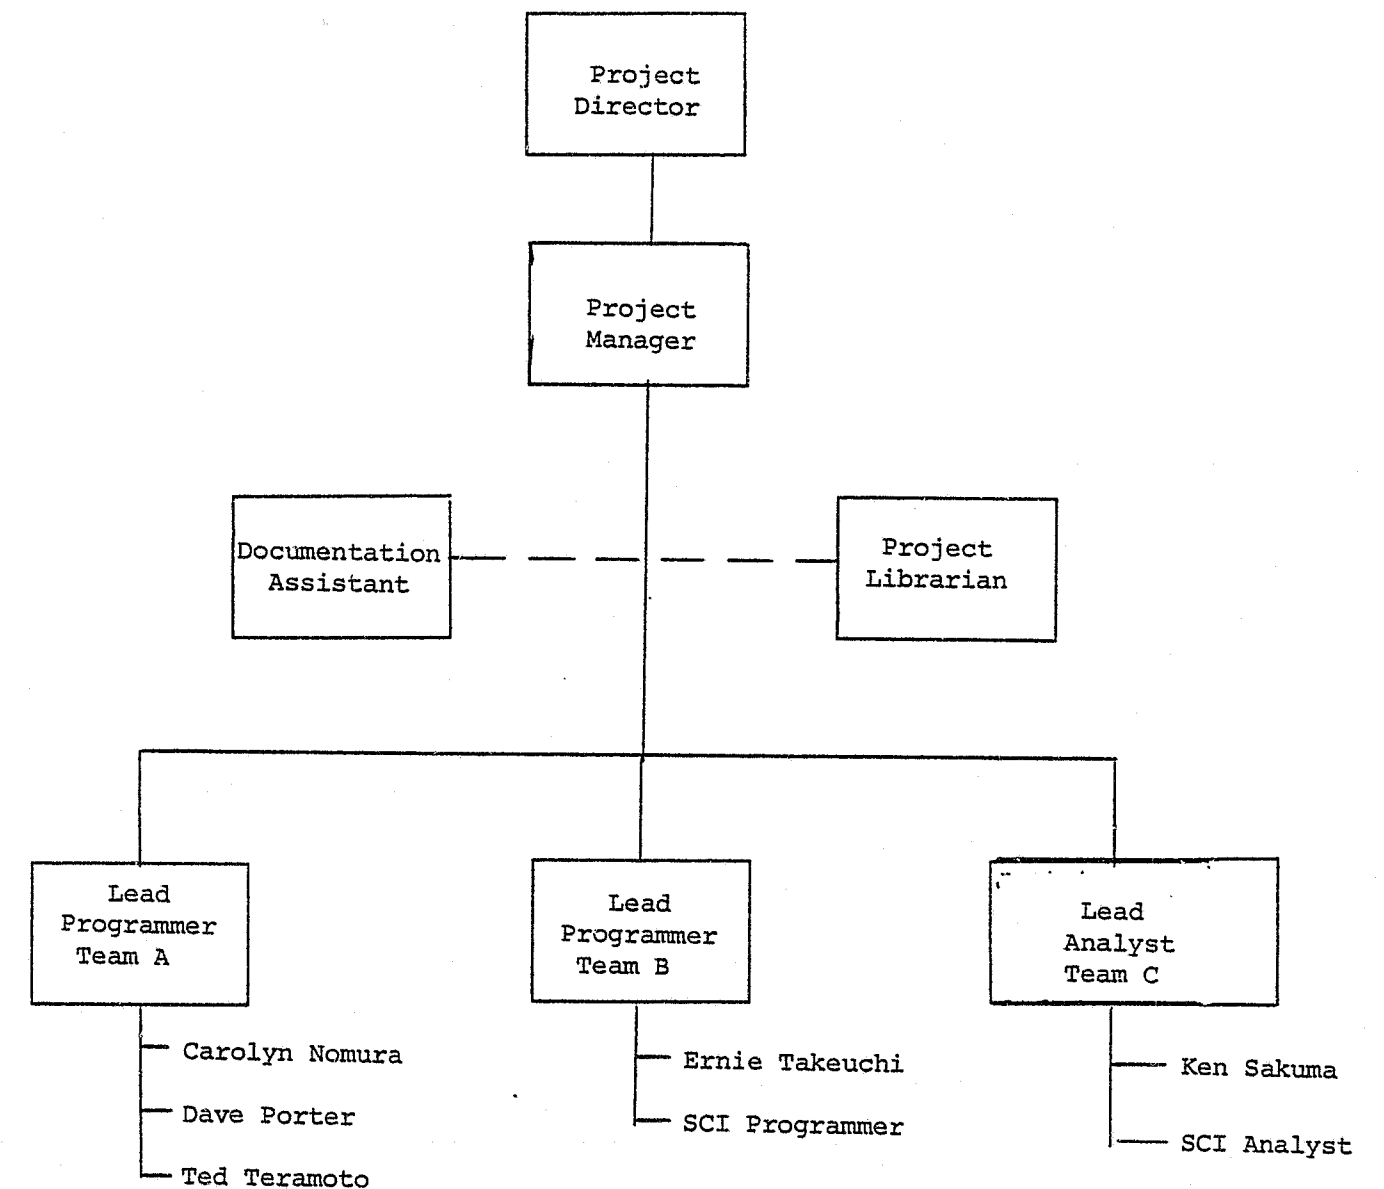 Project
Director
Project
Manager
Documentation
Assistant
Project
Librarian
Lead
Programmer
Team A
Lead
Programmer
Team B
Lead
Analyst
Team C
Carolyn Nomura
Dave Porter
Ted Teramoto
Ernie Takeuchi
SCI Programmer
Ken Sakuma
SCI Analyst